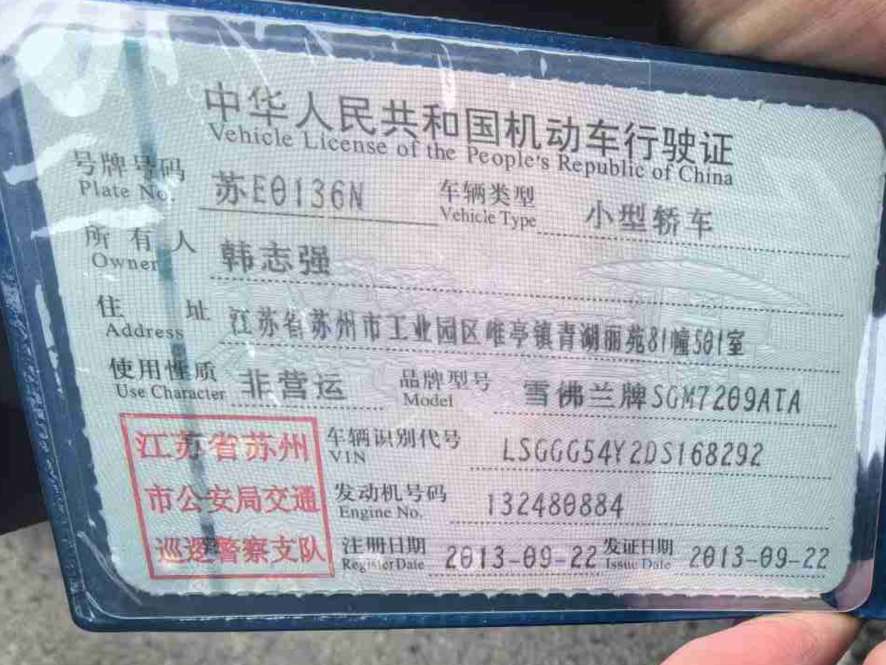 中华人民共和国机动车行驶证
Vehicle License of the People's Republic of China
号牌号码 苏E0136N 车辆类型 小型轿车
Plate No. Vehicle Type
所有人 韩志强
Owner
住址 江苏省苏州市工业园区唯亭镇青湖丽苑81幢501室
Address
使用性质 非营运 品牌型号 雪佛兰牌SGM7209ATA
Use Character Model
江苏省苏州 车辆识别代号 LSGGG54Y2DS168292
VIN
市公安局交通 发动机号码 132480884
Engine No.
巡逻警察支队 注册日期 2013-09-22 发证日期 2013-09-22
Register Date Issue Date